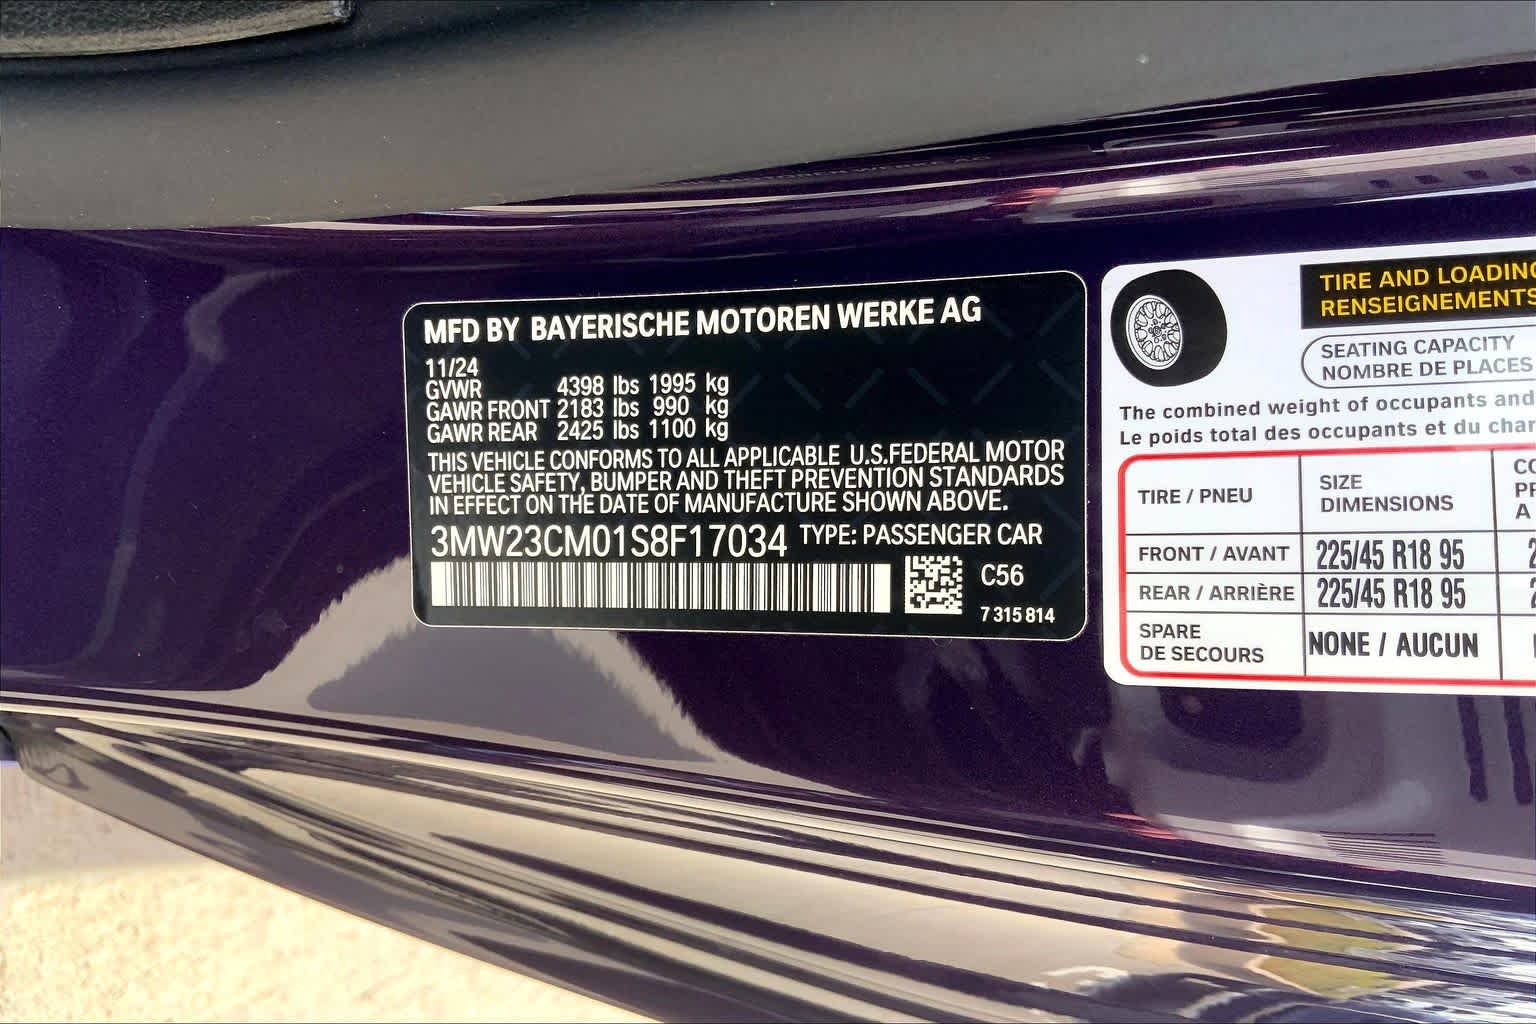 MFD BY BAYERISCHE MOTOREN WERKE AG
11/24
GVWR 4398 lbs 1995 kg
GAWR FRONT 2183 lbs 990 kg
GAWR REAR 2425 lbs 1100 kg
THIS VEHICLE CONFORMS TO ALL APPLICABLE U.S.FEDERAL MOTOR
VEHICLE SAFETY, BUMPER AND THEFT PREVENTION STANDARDS
IN EFFECT ON THE DATE OF MANUFACTURE SHOWN ABOVE.
3MW23CM01S8F17034 TYPE: PASSENGER CAR
C56
7 315 814
TIRE AND LOADING
RENSEIGNEMENTS
SEATING CAPACITY
NOMBRE DE PLACES
The combined weight of occupants and
Le poids total des occupants et du char
TIRE / PNEU
SIZE
DIMENSIONS
A
FRONT / AVANT 225/45 R18 95
REAR / ARRIÈRE 225/45 R18 95
SPARE
DE SECOURS
NONE / AUCUN